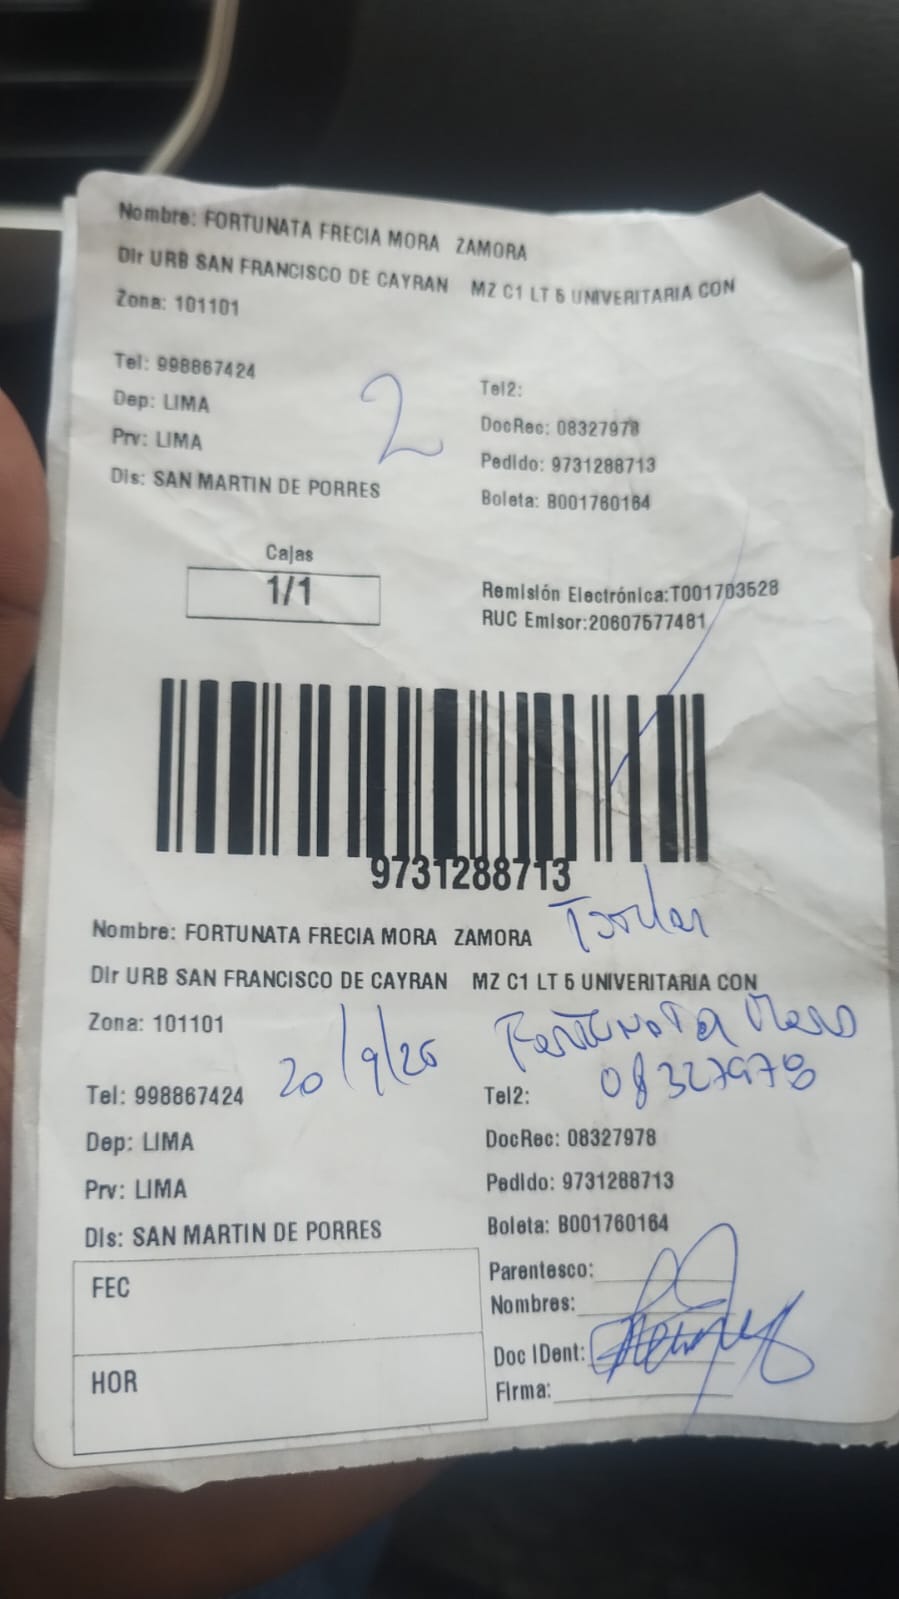 Nombre: FORTUNATA FRECIA MORA ZAMORA
Dir URB SAN FRANCISCO DE CAYRAN MZ C1 LT 5 UNIVERITARIA CON
Zona: 101101
Tel: 998867424
Tel2:
Dep: LIMA
DocRec: 08327978
Prv: LIMA
Pedido: 9731288713
Dis: SAN MARTIN DE PORRES
Boleta: B001760164
2
Cajas
1/1
Remisión Electrónica:T001703528
RUC Emisor:20607577481
9731288713
Nombre: FORTUNATA FRECIA MORA ZAMORA
Dir URB SAN FRANCISCO DE CAYRAN MZ C1 LT 5 UNIVERITARIA CON
Zona: 101101
20/9/26 Fortunata Mora
08327978
Tel: 998867424
Tel2:
Dep: LIMA
DocRec: 08327978
Prv: LIMA
Pedido: 9731288713
Dis: SAN MARTIN DE PORRES
Boleta: B001760164
FEC
Parentesco:
Nombres:
HOR
Doc IDent:
Firma: